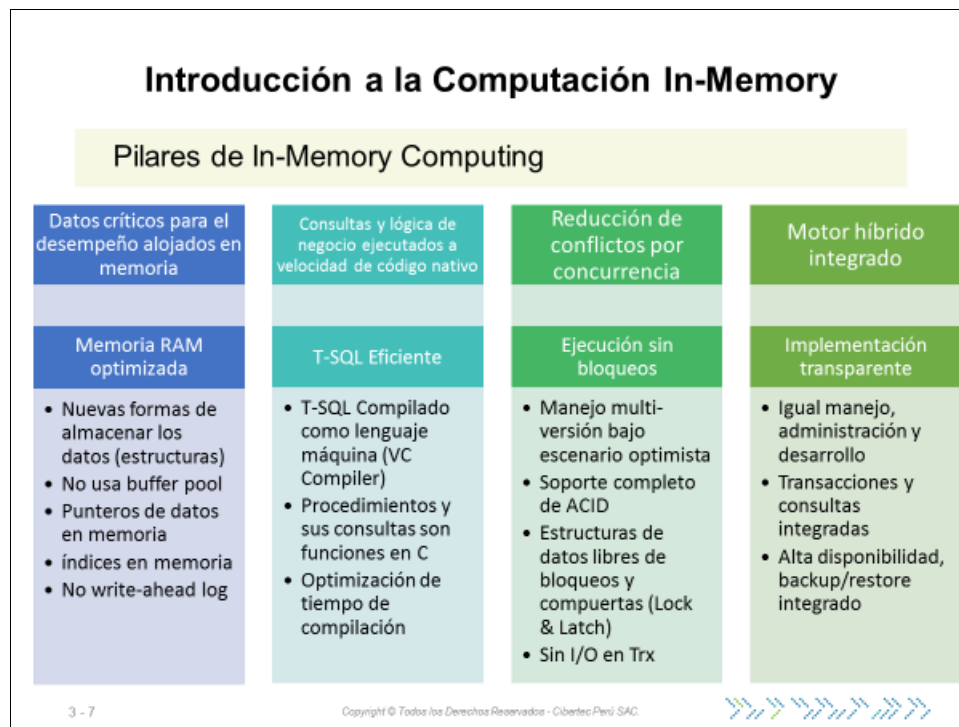 Introducción a la Computación In-Memory
Pilares de In-Memory Computing
Datos críticos para el
desempeño alojados en
memoria
Memoria RAM
optimizada
• Nuevas formas de
almacenar los
datos (estructuras)
• No usa buffer pool
• Punteros de datos
en memoria
• índices en memoria
• No write-ahead log
Consultas y lógica de
negocio ejecutados a
velocidad de código nativo
T-SQL Eficiente
• T-SQL Compilado
como lenguaje
máquina (VC
Compiler)
• Procedimientos y
sus consultas son
funciones en C
• Optimización de
tiempo de
compilación
Reducción de
conflictos por
concurrencia
Ejecución sin
bloqueos
• Manejo multi-
versión bajo
escenario optimista
• Soporte completo
de ACID
• Estructuras de
datos libres de
bloqueos y
compuertas (Lock
& Latch)
• Sin I/O en Trx
Motor híbrido
integrado
Implementación
transparente
• Igual manejo,
administración y
desarrollo
• Transacciones y
consultas
integradas
• Alta disponibilidad,
backup/restore
integrado
3 - 7
Copyright © Todos los Derechos Reservados - Cibertec Perú SAC.